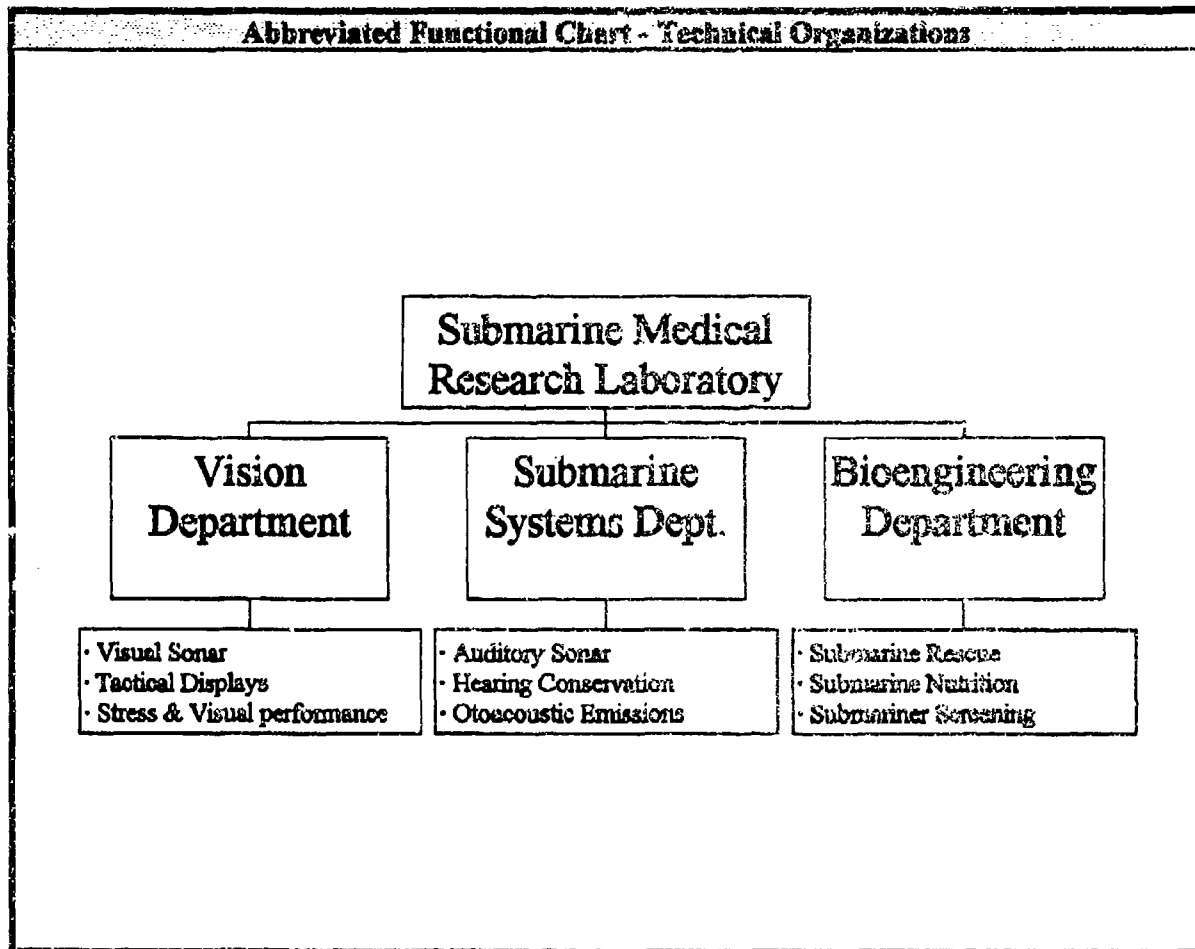 Abbreviated Functional Chart - Technical Organizations
Submarine Medical
Research Laboratory
Vision
Department
Submarine
Systems Dept.
Bioengineering
Department
· Visual Sonar
· Tactical Displays
· Stress & Visual performance
· Auditory Sonar
· Hearing Conservation
· Otoacoustic Emissions
· Submarine Rescue
· Submarine Nutrition
· Submariner Screening